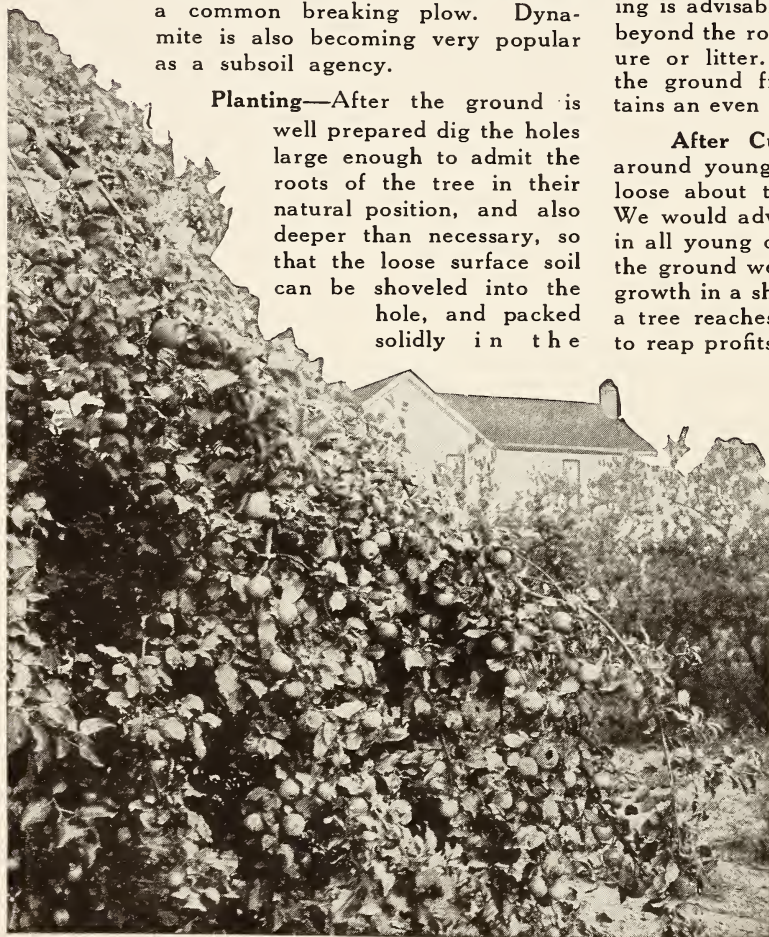 a common breaking plow. Dyna-
mite is also becoming very popular
as a subsoil agency.
Planting—After the ground is
well prepared dig the holes
large enough to admit the
roots of the tree in their
natural position, and also
deeper than necessary, so
that the loose surface soil
can be shoveled into the
hole, and packed
solidly in the
ing is advisab
beyond the ro
ure or litter.
the ground f
tains an even
After Cu
around young
loose about t
We would adv
in all young o
the ground we
growth in a sh
a tree reaches
to reap profits